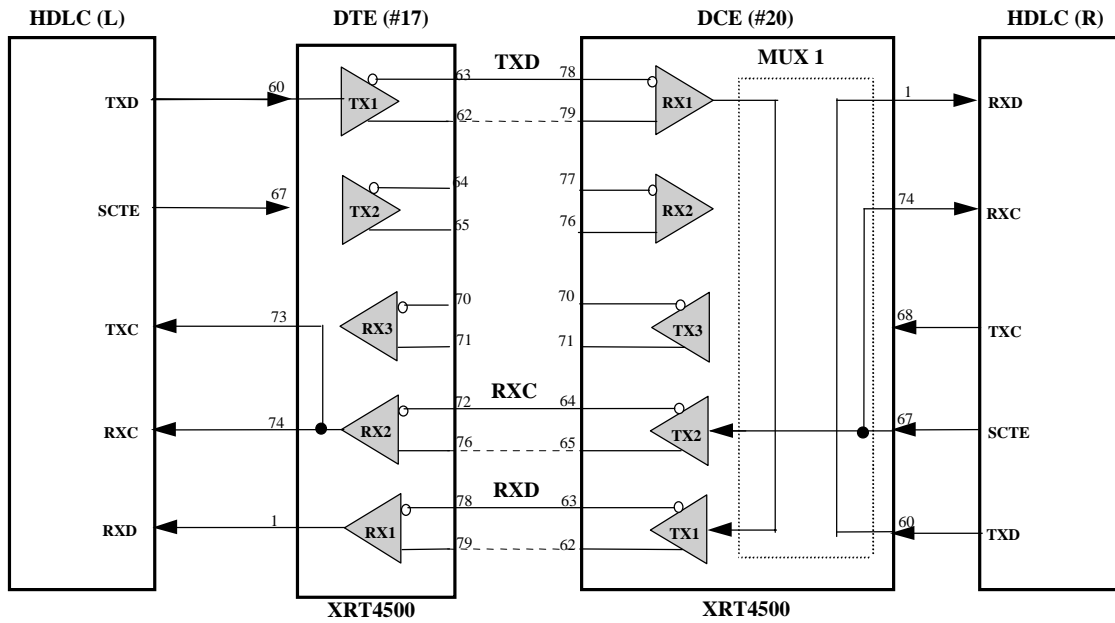 HDLC (L) DTE (#17) DCE (#20) HDLC (R)
TXD MUX 1
63 78
60 1
TXD TX1 RX1 RXD
62 79
64 77
67 74
SCTE TX2 RX2 RXC
65 76
70 70
73 68
TXC RX3 TX3 TXC
71 71
RXC
72 64
74 67
RXC RX2 TX2 SCTE
76 65
RXD
78 63
1 60
RXD RX1 TX1 TXD
79 62
XRT4500 XRT4500